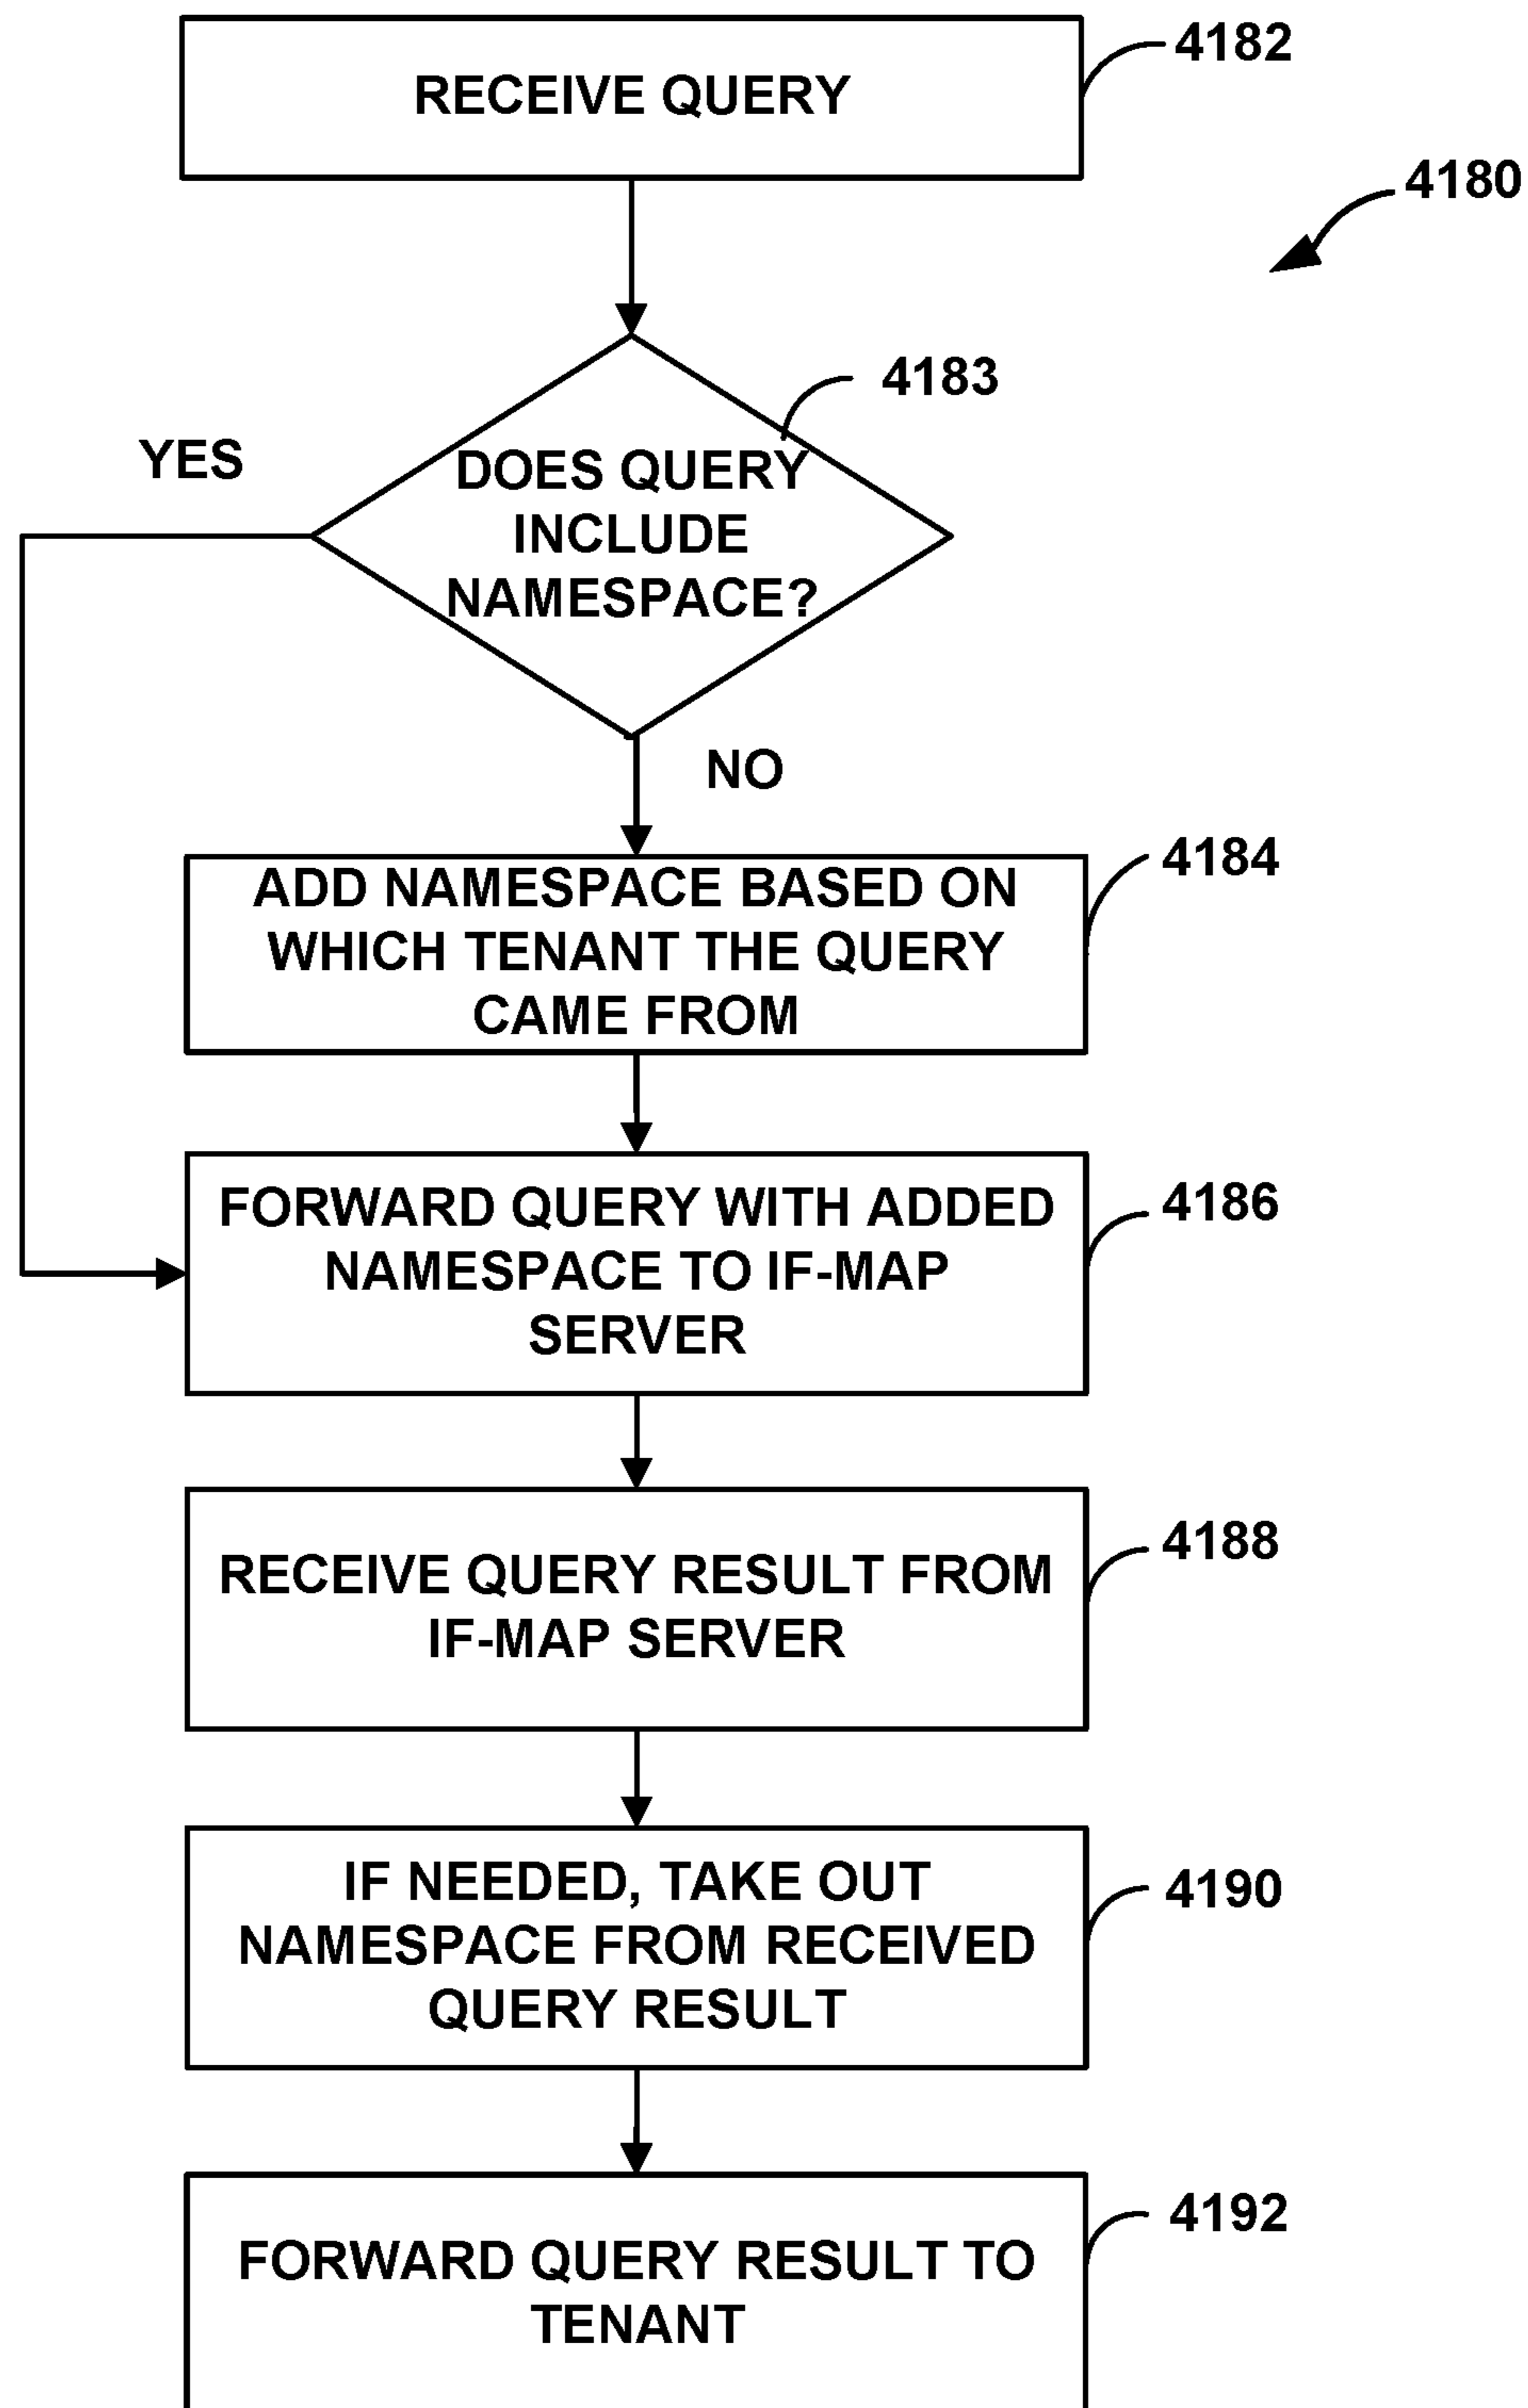 RECEIVE QUERY
4182
4180
4183
YES
DOES QUERY
INCLUDE
NAMESPACE?
NO
4184
ADD NAMESPACE BASED ON
WHICH TENANT THE QUERY
CAME FROM
4186
FORWARD QUERY WITH ADDED
NAMESPACE TO IF-MAP
SERVER
4188
RECEIVE QUERY RESULT FROM
IF-MAP SERVER
4190
IF NEEDED, TAKE OUT
NAMESPACE FROM RECEIVED
QUERY RESULT
4192
FORWARD QUERY RESULT TO
TENANT